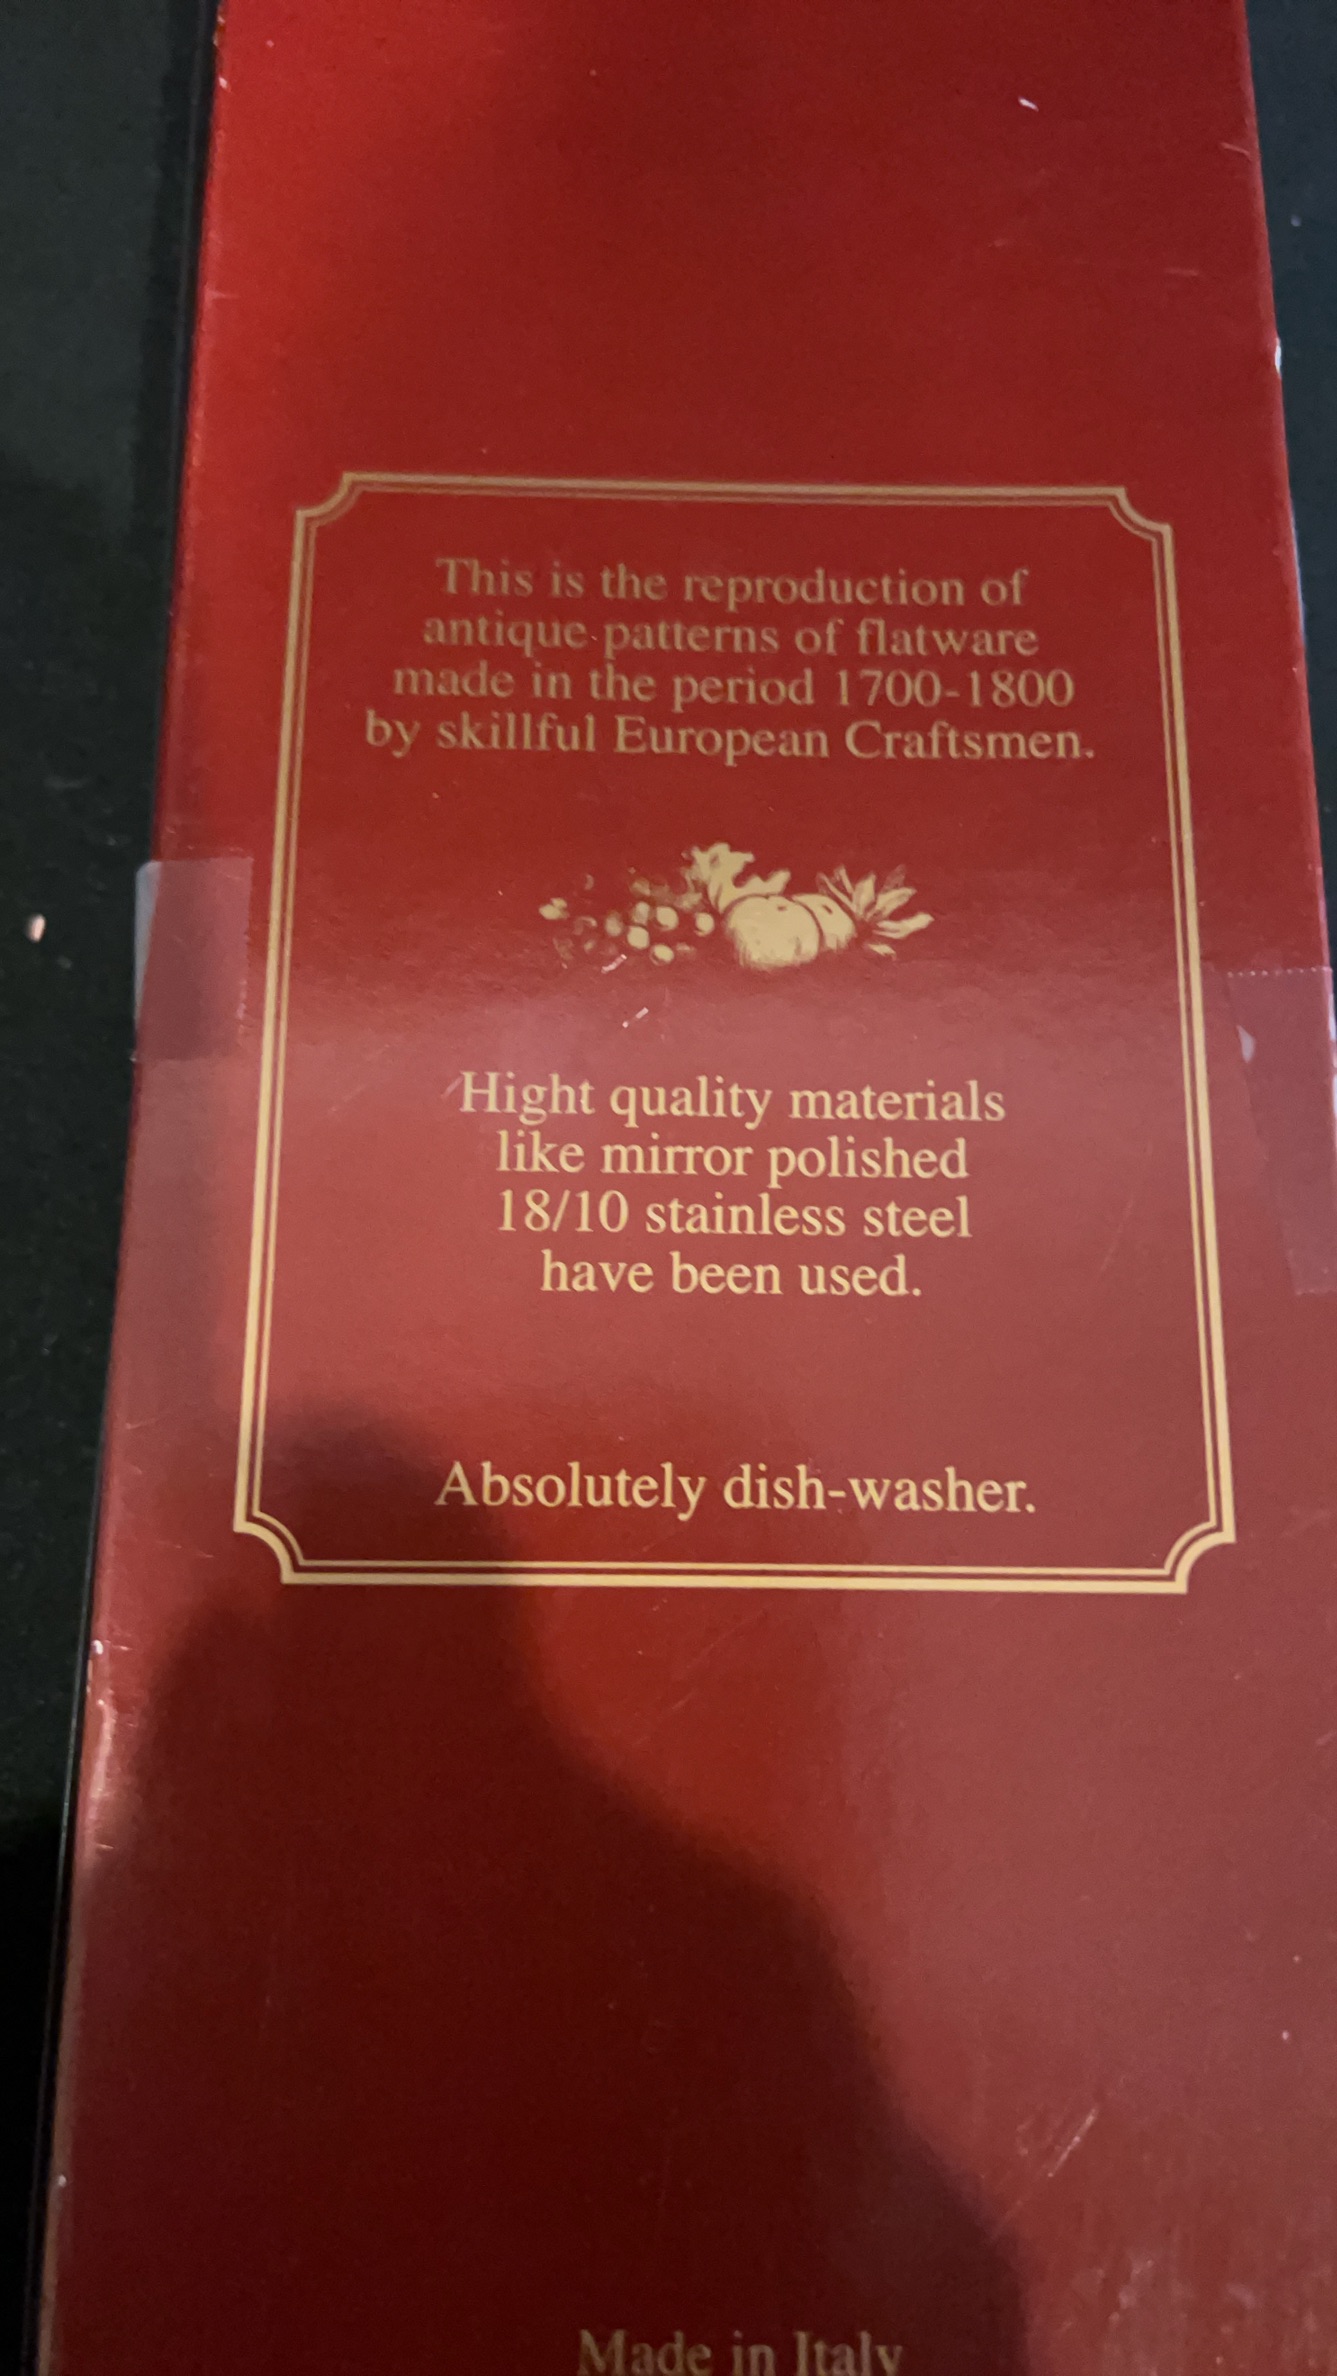 This is the reproduction of
antique patterns of flatware
made in the period 1700-1800
by skillful European Craftsmen.
Hight quality materials
like mirror polished
18/10 stainless steel
have been used.
Absolutely dish-washer.
Made in Italy